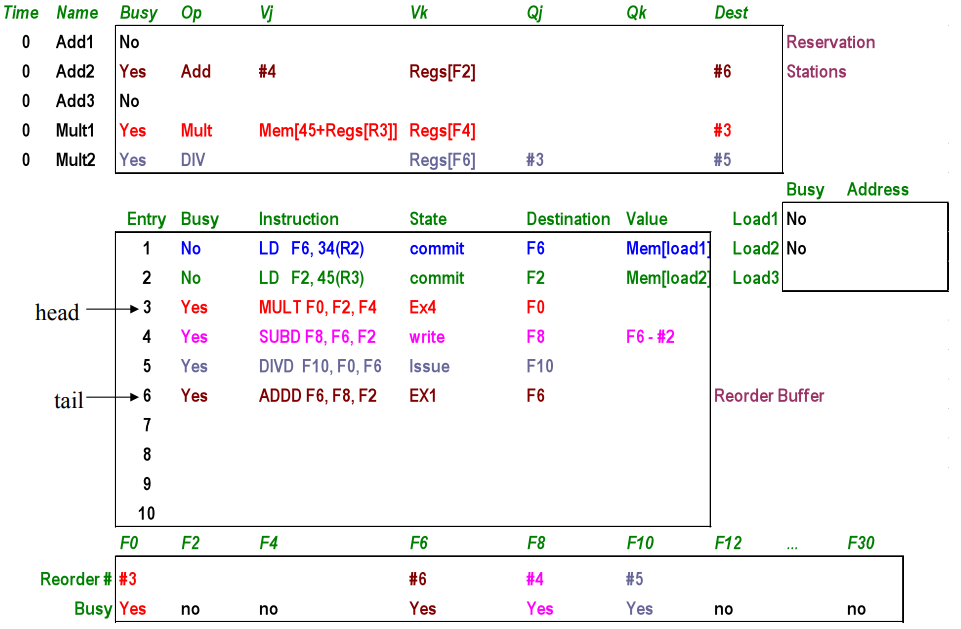 Time Name Busy Op Vj Vk Qj Qk Dest
0 Add1 No Reservation
0 Add2 Yes Add #4 Regs[F2] #6 Stations
0 Add3 No
0 Mult1 Yes Mult Mem[45+Regs[R3]] Regs[F4] #3
0 Mult2 Yes DIV Regs[F6] #3 #5
Busy Address
Entry Busy Instruction State Destination Value Load1 No
1 No LD F6, 34(R2) commit F6 Mem[load1] Load2 No
2 No LD F2, 45(R3) commit F2 Mem[load2] Load3
head 3 Yes MULT F0, F2, F4 Ex4 F0
4 Yes SUBD F8, F6, F2 write F8 F6 - #2
5 Yes DIVD F10, F0, F6 Issue F10
tail 6 Yes ADDD F6, F8, F2 EX1 F6 Reorder Buffer
7
8
9
10
F0 F2 F4 F6 F8 F10 F12 ... F30
Reorder # #3 #6 #4 #5
Busy Yes no no Yes Yes Yes no no